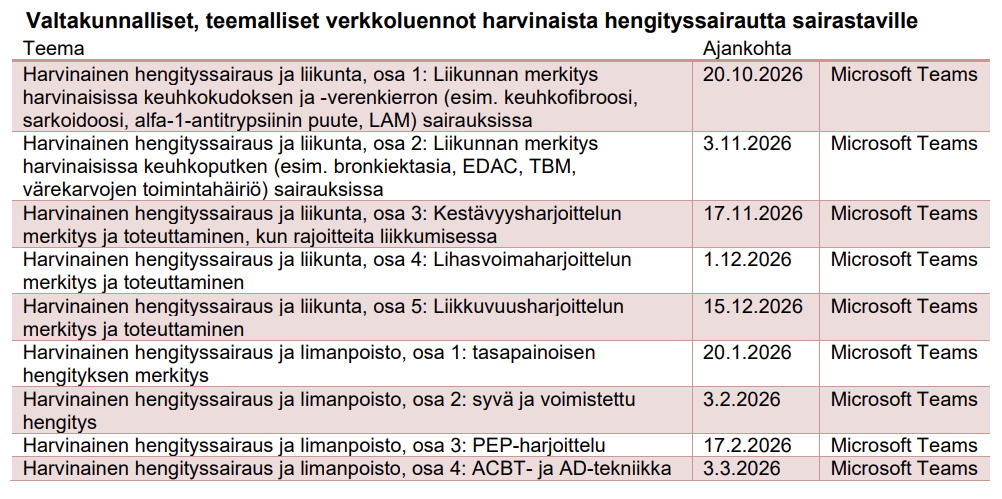 Valtakunnalliset, teemalliset verkkoluennot harvinaista hengityssairautta sairastaville
Teema Ajankohta
Harvinainen hengityssairaus ja liikunta, osa 1: Liikunnan merkitys 20.10.2026 Microsoft Teams
harvinaisissa keuhkokudoksen ja -verenkierron (esim. keuhkofibroosi,
sarkoidoosi, alfa-1-antitrypsiinin puute, LAM) sairauksissa
Harvinainen hengityssairaus ja liikunta, osa 2: Liikunnan merkitys 3.11.2026 Microsoft Teams
harvinaisissa keuhkoputken (esim. bronkiektasia, EDAC, TBM,
värekarvojen toimintahäiriö) sairauksissa
Harvinainen hengityssairaus ja liikunta, osa 3: Kestävyysharjoittelun 17.11.2026 Microsoft Teams
merkitys ja toteuttaminen, kun rajoitteita liikkumisessa
Harvinainen hengityssairaus ja liikunta, osa 4: Lihasvoimaharjoittelun 1.12.2026 Microsoft Teams
merkitys ja toteuttaminen
Harvinainen hengityssairaus ja liikunta, osa 5: Liikkuvuusharjoittelun 15.12.2026 Microsoft Teams
merkitys ja toteuttaminen
Harvinainen hengityssairaus ja limanpoisto, osa 1: tasapainoisen 20.1.2026 Microsoft Teams
hengityksen merkitys
Harvinainen hengityssairaus ja limanpoisto, osa 2: syvä ja voimistettu 3.2.2026 Microsoft Teams
hengitys
Harvinainen hengityssairaus ja limanpoisto, osa 3: PEP-harjoittelu 17.2.2026 Microsoft Teams
Harvinainen hengityssairaus ja limanpoisto, osa 4: ACBT- ja AD-tekniikka 3.3.2026 Microsoft Teams